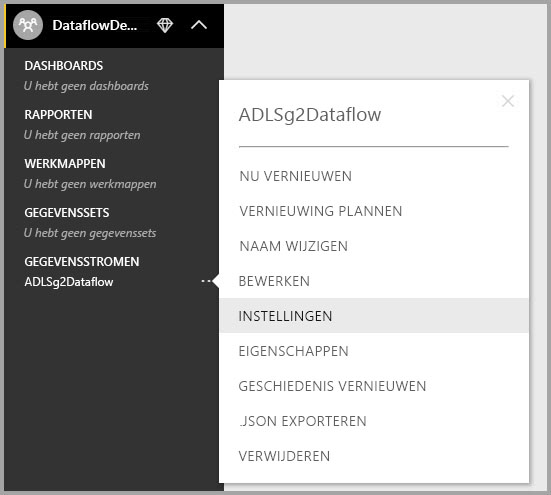 DataflowDe...
DASHBOARDS
U hebt geen dashboards
RAPPORTEN
U hebt geen rapporten
WERKMAPPEN
U hebt geen werkmappen
GEGEVENSSETS
U hebt geen gegevenssets
GEGEVENSSTROMEN
ADLSg2Dataflow
ADLSg2Dataflow
NU VERNIEUWEN
VERNIEUWING PLANNEN
NAAM WIJZIGEN
BEWERKEN
INSTELLINGEN
EIGENSCHAPPEN
GESCHIEDENIS VERNIEUWEN
.JSON EXPORTEREN
VERWIJDEREN